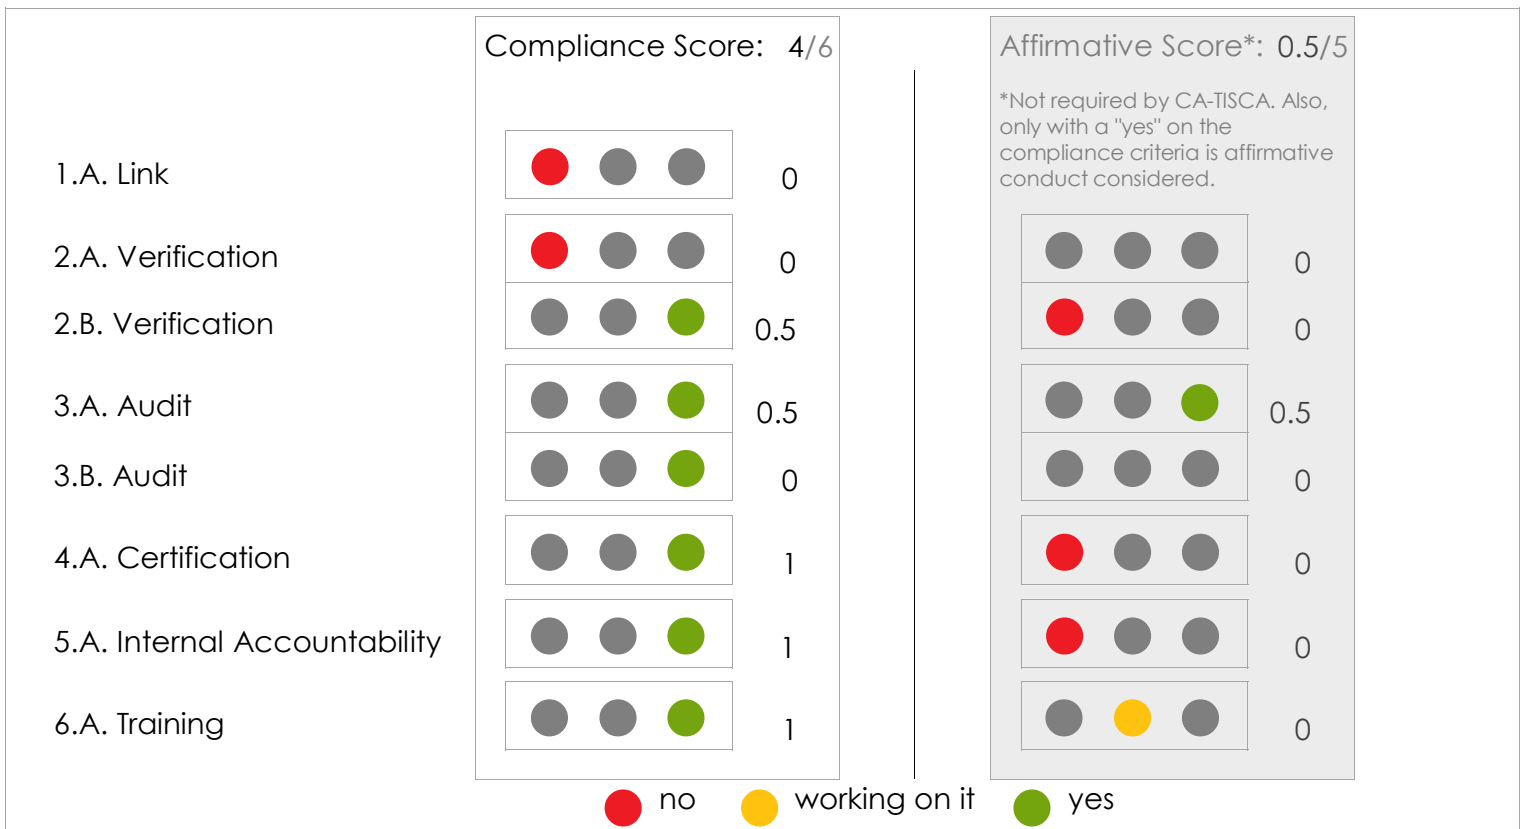 Compliance Score: 4/6
Affirmative Score*: 0.5/5
*Not required by CA-TISCA. Also,
only with a "yes" on the
compliance criteria is affirmative
conduct considered.
1.A. Link 0
2.A. Verification 0 0
2.B. Verification 0.5 0
3.A. Audit 0.5 0.5
3.B. Audit 0 0
4.A. Certification 1 0
5.A. Internal Accountability 1 0
6.A. Training 1 0
no working on it yes